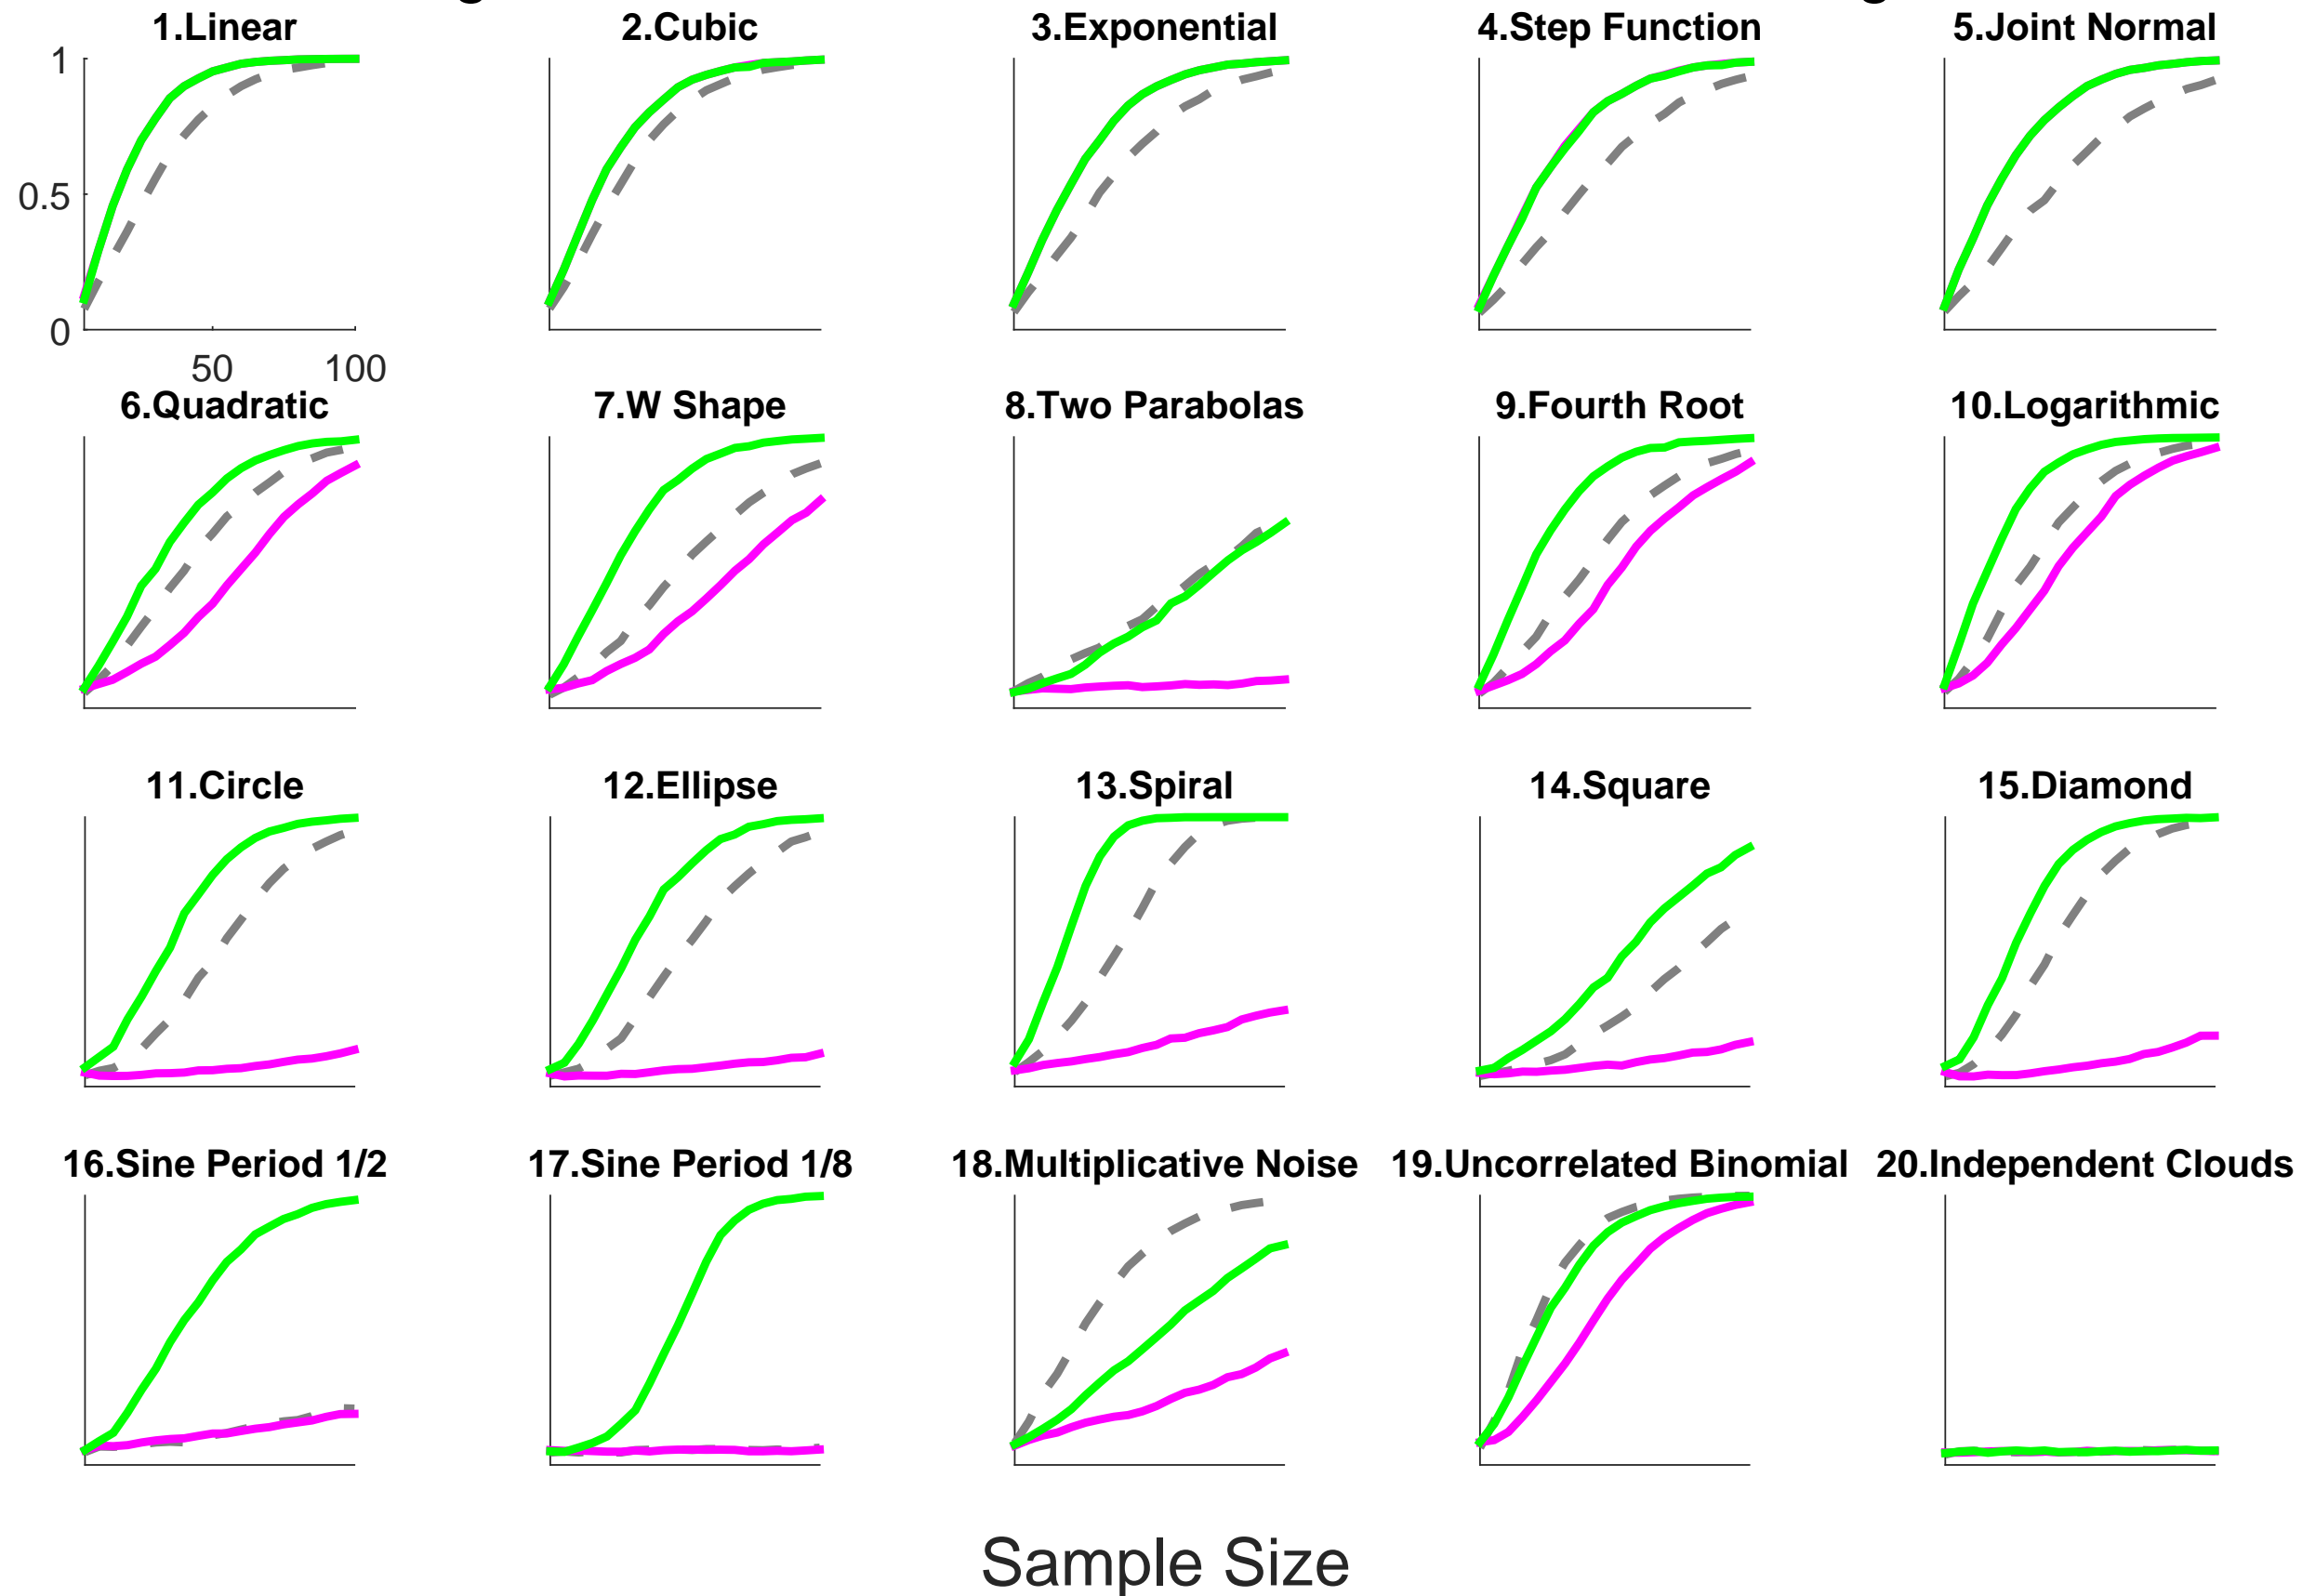 1.Linear
2.Cubic
3.Exponential
4.Step Function
5.Joint Normal
1
0.5
0
50
100
6.Quadratic
7.W Shape
8.Two Parabolas
9.Fourth Root
10.Logarithmic
11.Circle
12.Ellipse
13.Spiral
14.Square
15.Diamond
16.Sine Period 1/2
17.Sine Period 1/8
18.Multiplicative Noise
19.Uncorrelated Binomial
20.Independent Clouds
Sample Size